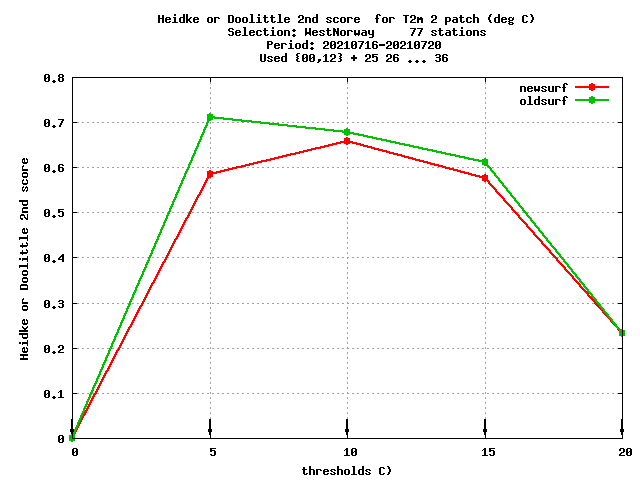 Heidke or Doolittle 2nd score  for T2m 2 patch (deg C)
Selection: WestNorway     77 stations
Period: 20210716-20210720
Used {00,12} + 25 26 ... 36
newsurf
oldsurf
0.8
0.7
0.6
0.5
0.4
0.3
0.2
0.1
0
Heidke or Doolittle 2nd score
0 5 10 15 20
thresholds C)